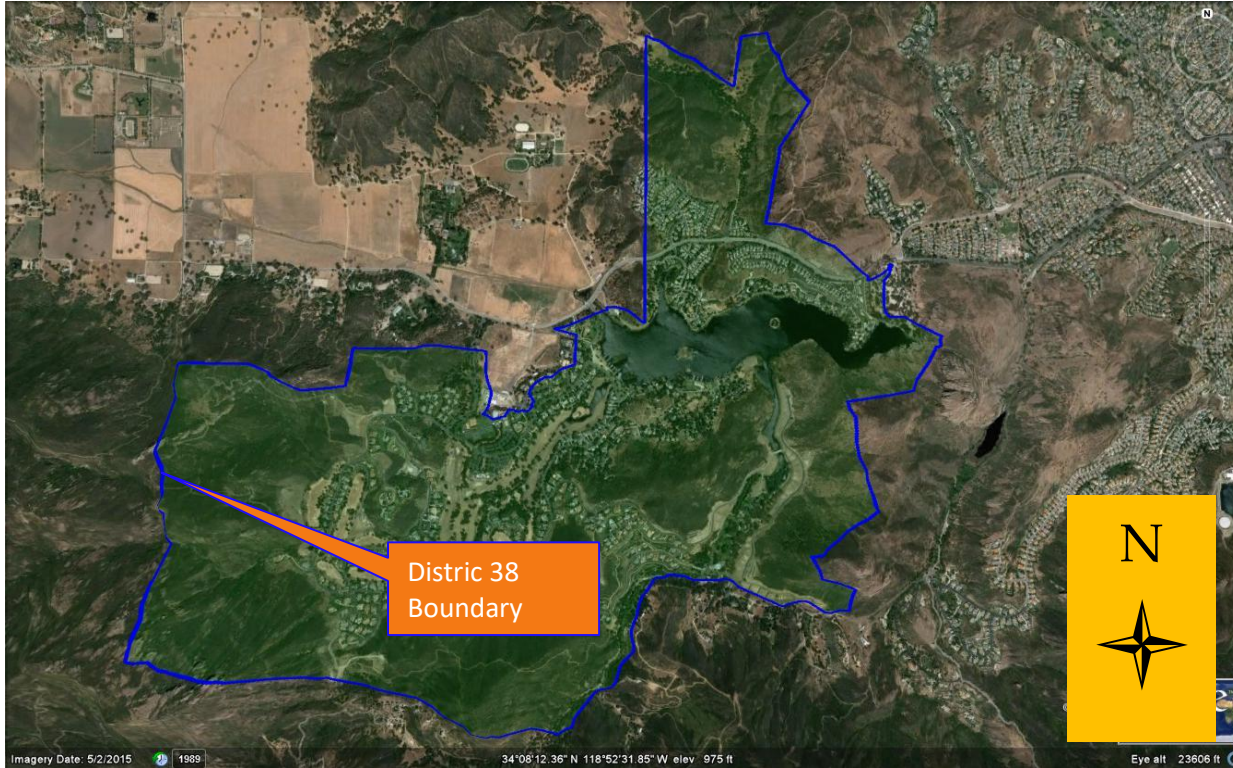 N
Distric 38
Boundary
N
Imagery Date: 5/2/2015 1989 34°08'12.36" N 118°52'31.85" W elev 975 ft Eye alt 23606 ft